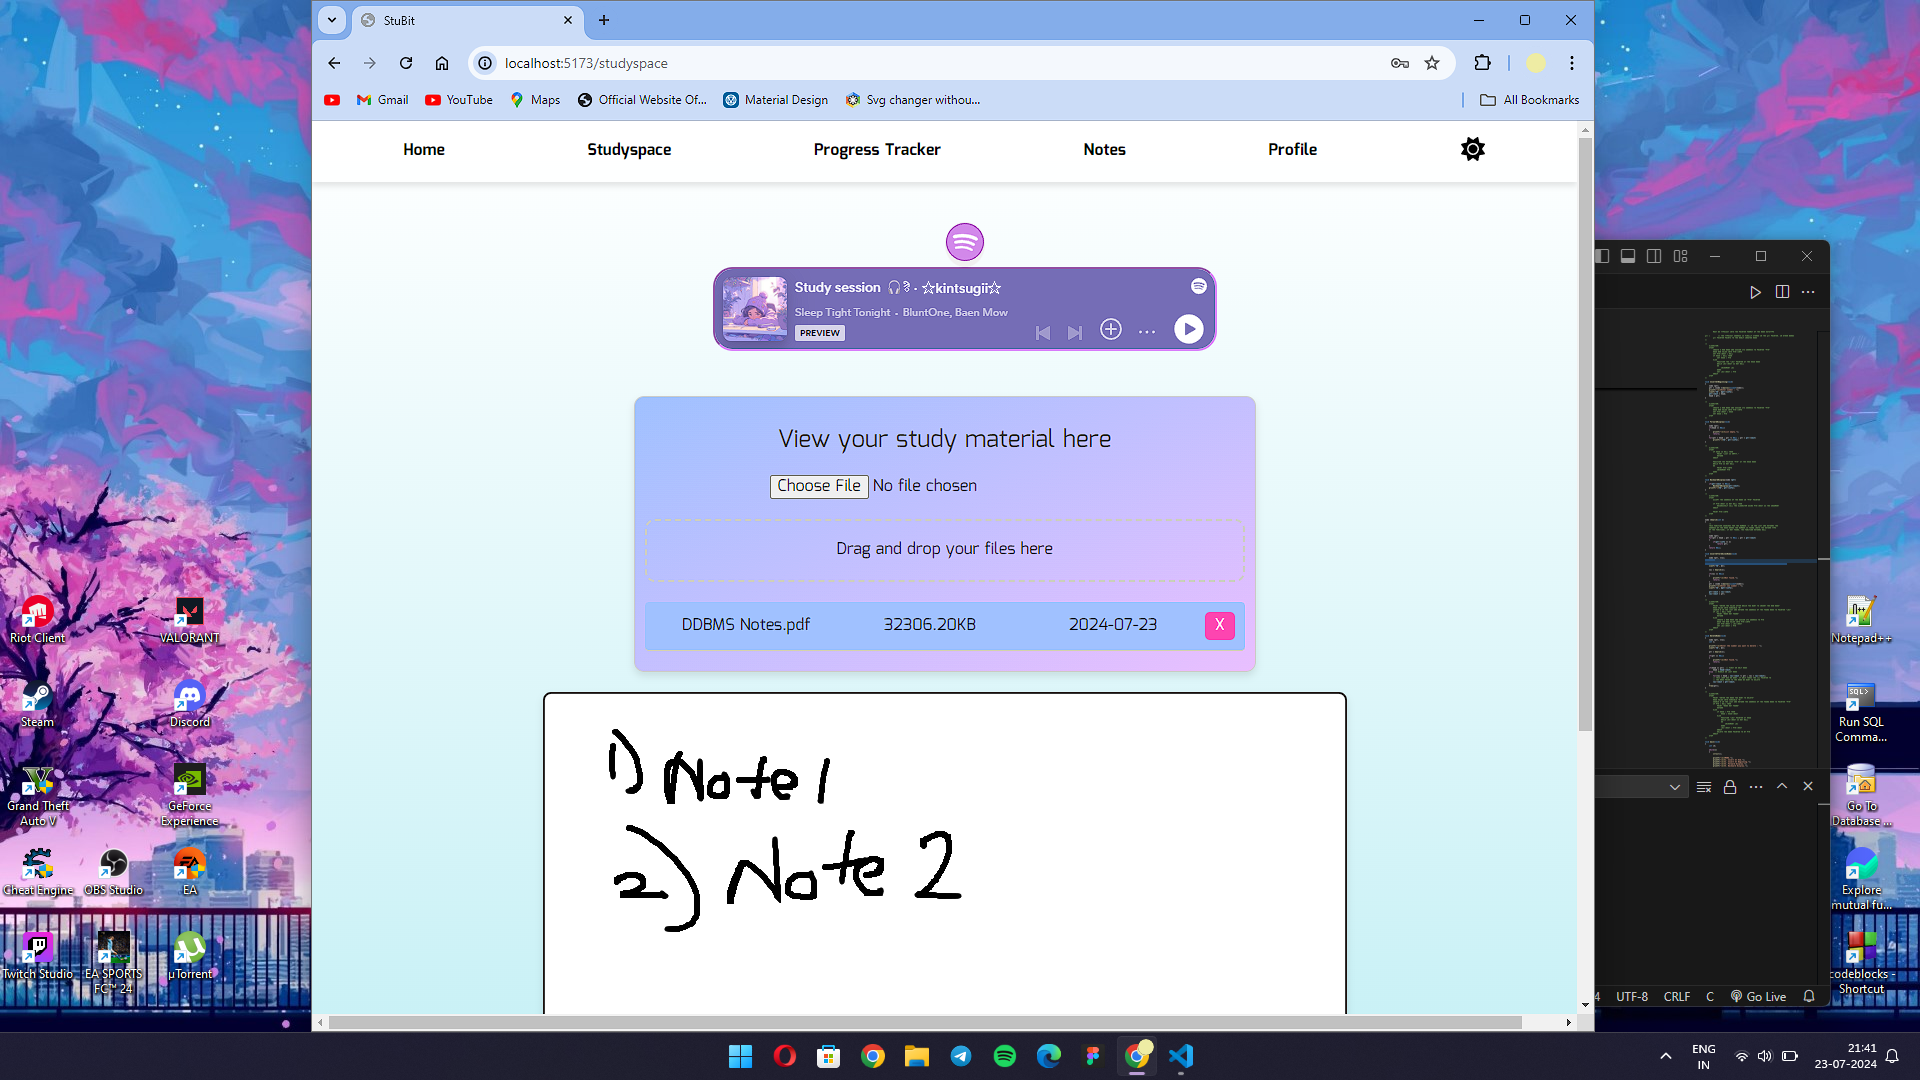 StuBit
localhost:5173/studyspace
Gmail
YouTube
Maps
Official Website Of...
Material Design
Svg changer withou...
All Bookmarks
Home
Studyspace
Progress Tracker
Notes
Profile
Study session 🎧 · ☆kintsugii☆
Sleep Tight Tonight · BluntOne, Baen Mow
PREVIEW
View your study material here
Choose File No file chosen
Drag and drop your files here
DDBMS Notes.pdf 32306.20KB 2024-07-23 X
1) Note 1
2) Note 2
Riot Client
VALORANT
Steam
Discord
Grand Theft
Auto V
GeForce
Experience
Cheat Engine
OBS Studio
EA
Twitch Studio
EA SPORTS
FC™ 24
µTorrent
Notepad++
SQL>
Run SQL
Comma...
Go To
Database ...
Explore
mutual fu...
codeblocks -
Shortcut
4 UTF-8 CRLF C Go Live
ENG
IN
21:41
23-07-2024